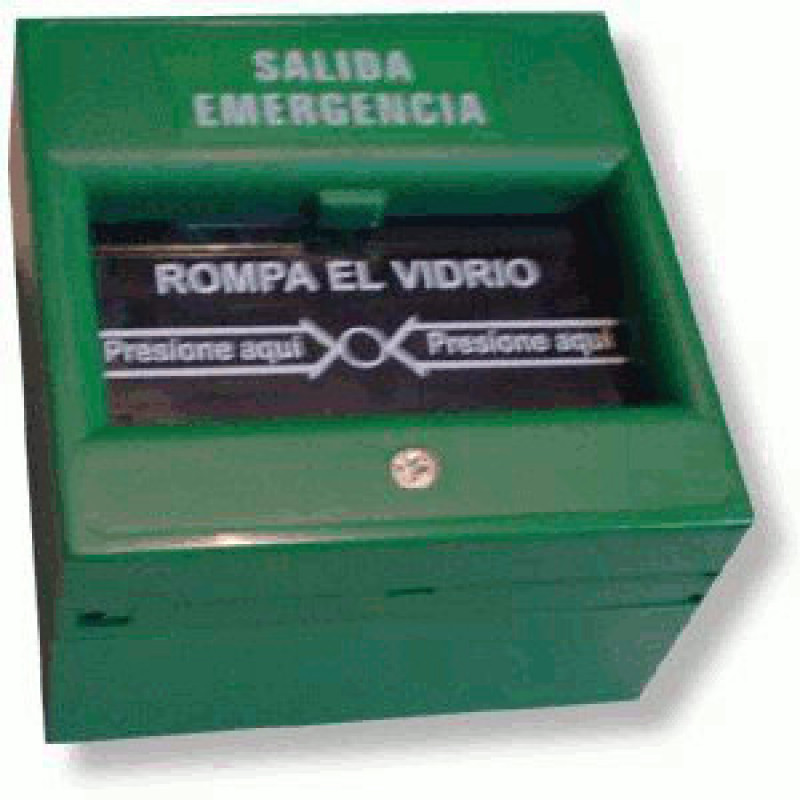 SALIDA
EMERGENCIA
ROMPA EL VIDRIO
Presione aquí Presione aquí